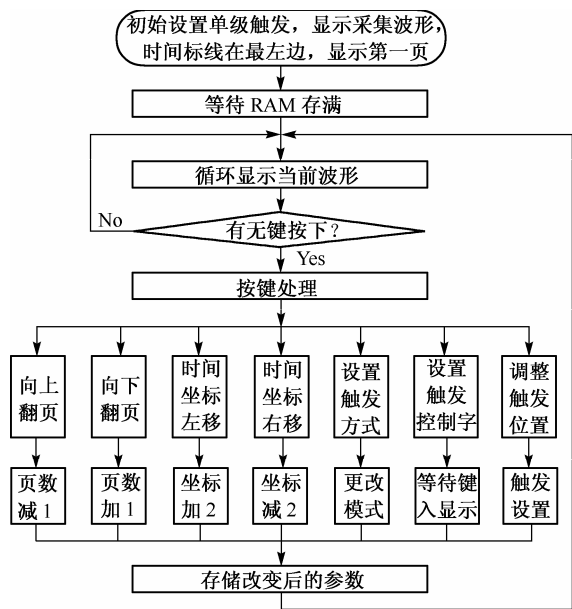 初始设置单级触发，显示采集波形，
时间标线在最左边，显示第一页
等待 RAM 存满
循环显示当前波形
No
有无键按下？
Yes
按键处理
向上
翻页
向下
翻页
时间
坐标
左移
时间
坐标
右移
设置
触发
方式
设置
触发
控制字
调整
触发
位置
页数
减 1
页数
加 1
坐标
加 2
坐标
减 2
更改
模式
等待键
入显示
触发
设置
存储改变后的参数